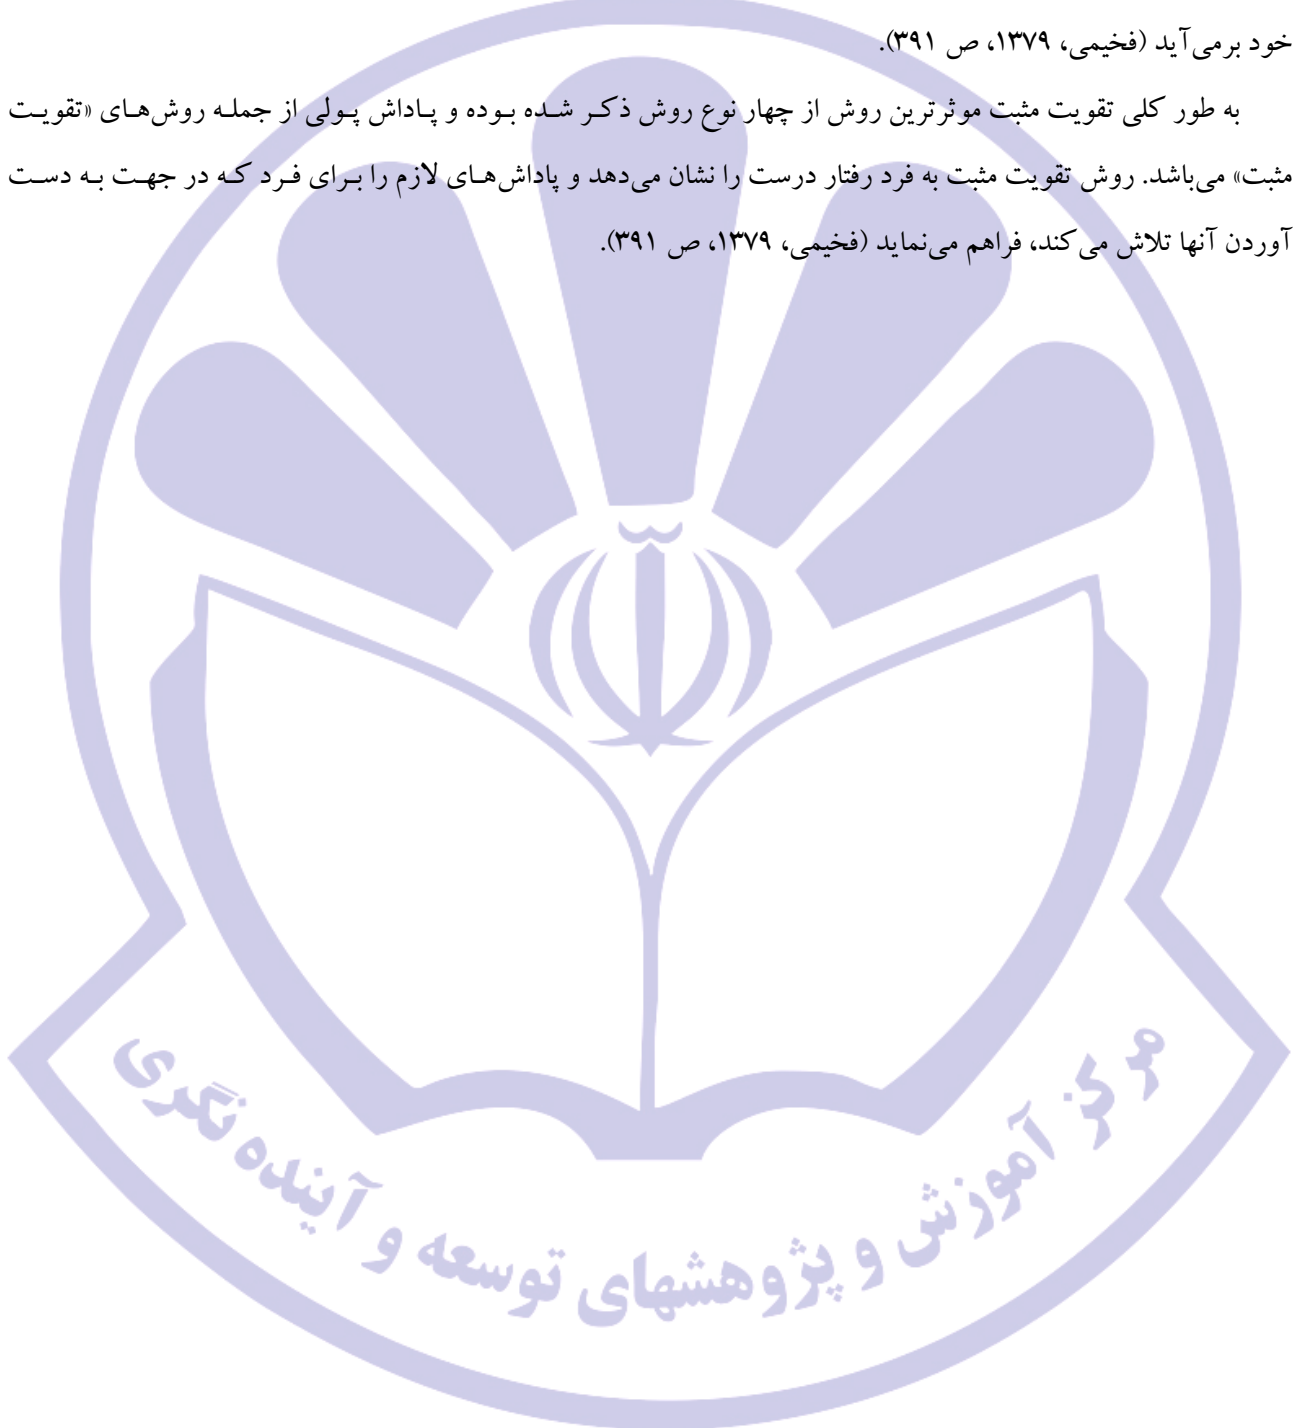 خود برمی‌آید (فخیمی، ۱۳۷۹، ص ۳۹۱).
به طور کلی تقویت مثبت موثرترین روش از چهار نوع روش ذکر شده بوده و پاداش پولی از جمله روش‌های «تقویت
مثبت» می‌باشد. روش تقویت مثبت به فرد رفتار درست را نشان می‌دهد و پاداش‌های لازم را برای فرد که در جهت به دست
آوردن آنها تلاش می‌کند، فراهم می‌نماید (فخیمی، ۱۳۷۹، ص ۳۹۱).
مرکز آموزش و پژوهشهای توسعه و آینده نگری